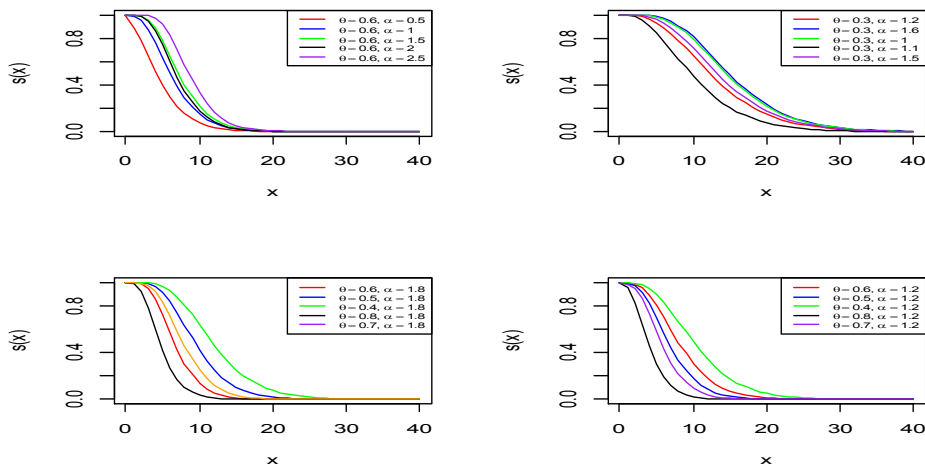 s(x)
0.0 0.4 0.8
θ−0.6, α−0.5
θ−0.6, α−1
θ−0.6, α−1.5
θ−0.6, α−2
θ−0.6, α−2.5
0 10 20 30 40
x
s(x)
0.0 0.4 0.8
θ−0.3, α−1.2
θ−0.3, α−1.6
θ−0.3, α−1
θ−0.3, α−1.1
θ−0.3, α−1.5
0 10 20 30 40
x
s(x)
0.0 0.4 0.8
θ−0.6, α−1.8
θ−0.5, α−1.8
θ−0.4, α−1.8
θ−0.8, α−1.8
θ−0.7, α−1.8
0 10 20 30 40
x
s(x)
0.0 0.4 0.8
θ−0.6, α−1.2
θ−0.5, α−1.2
θ−0.4, α−1.2
θ−0.8, α−1.2
θ−0.7, α−1.2
0 10 20 30 40
x